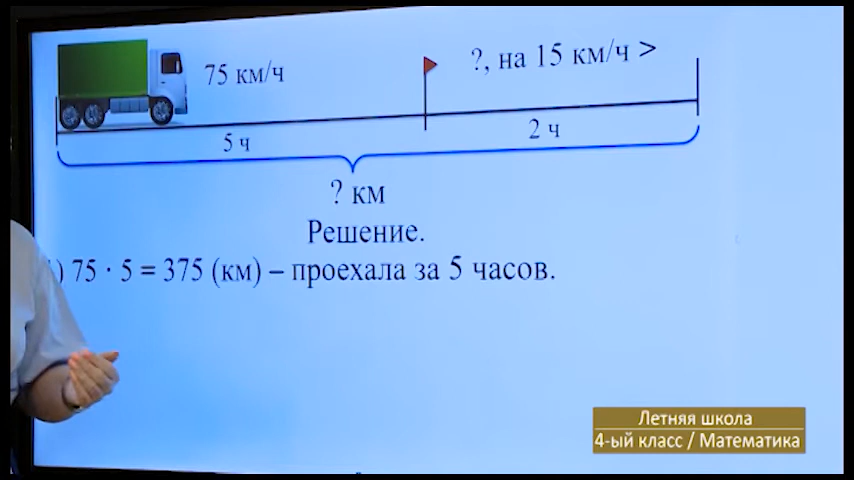 75 км/ч
?, на 15 км/ч >
5 ч
2 ч
? км
Решение.
) 75 · 5 = 375 (км) – проехала за 5 часов.
Летняя школа
4-ый класс / Математика